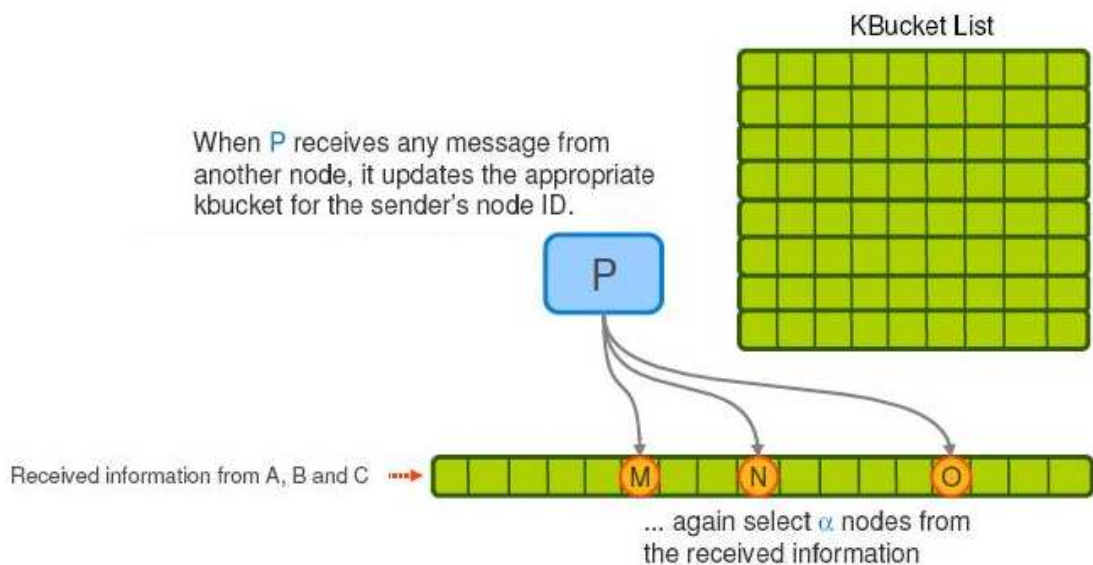 KBucket List
When P receives any message from
another node, it updates the appropriate
kbucket for the sender's node ID.
P
Received information from A, B and C
M
N
O
... again select α nodes from
the received information